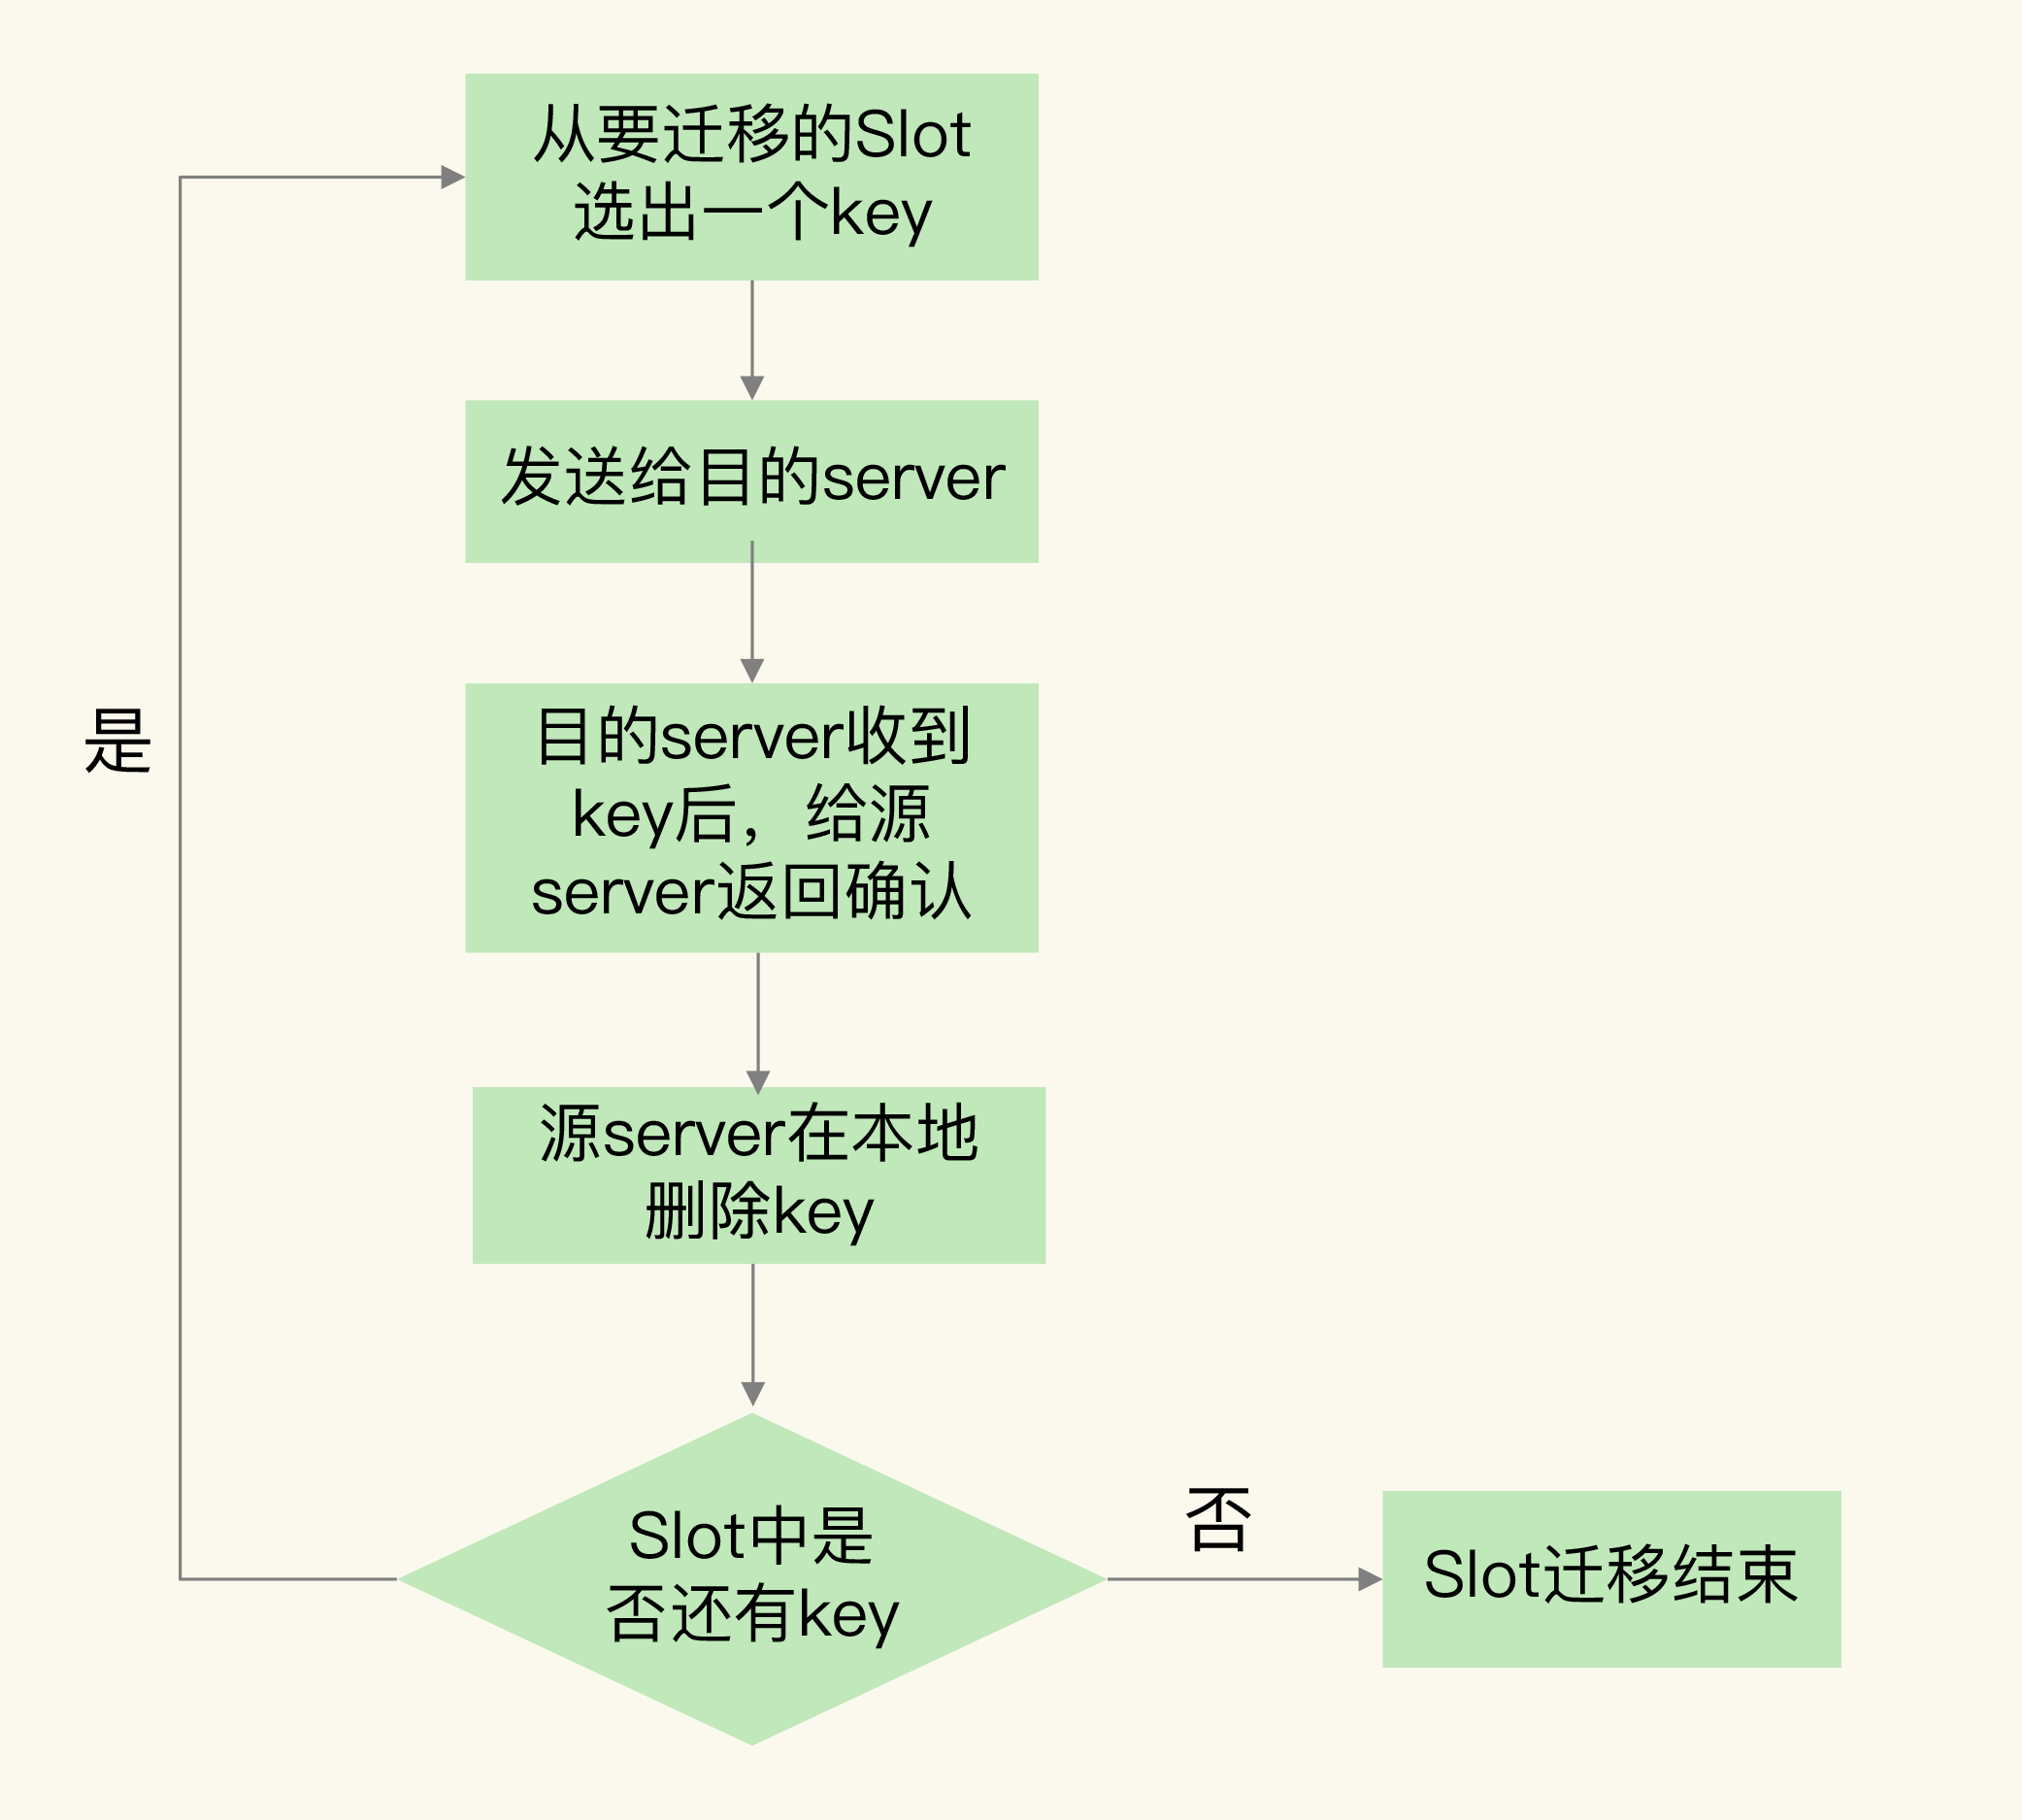 从要迁移的Slot
选出一个key
发送给目的server
目的server收到
key后，给源
server返回确认
是
源server在本地
删除key
Slot中是
否还有key
否
Slot迁移结束